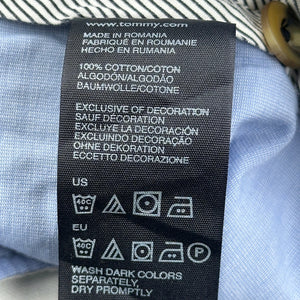 www.tommy.com
MADE IN ROMANIA
FABRIQUÉ EN ROUMANIE
HECHO EN RUMANIA
100% COTTON/COTON
ALGODÓN/ALGODÃO
BAUMWOLLE/COTONE
EXCLUSIVE OF DECORATION
SAUF DÉCORATION
EXCLUYE LA DECORACIÓN
EXCLUINDO DECORAÇÃO
OHNE DEKORATION
ECCETTO DECORAZIONE
US
40C
EU
40C
P
WASH DARK COLORS
SEPARATELY,
DRY PROMPTLY